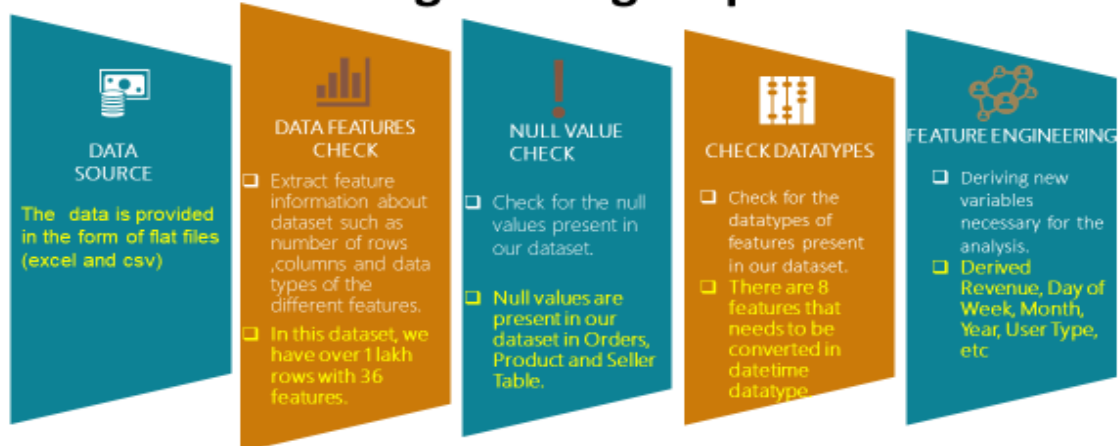 DATA
SOURCE
The data is provided
in the form of flat files
(excel and csv)
DATA FEATURES
CHECK
Extract feature
information about
dataset such as
number of rows
,columns and data
types of the
different features.
In this dataset, we
have over 1 lakh
rows with 36
features.
NULL VALUE
CHECK
Check for the null
values present in
our dataset.
Null values are
present in our
dataset in Orders,
Product and Seller
Table.
CHECK DATATYPES
Check for the
datatypes of
features present
in our dataset.
There are 8
features that
needs to be
converted in
datetime
datatype
FEATURE ENGINEERING
Deriving new
variables
necessary for the
analysis.
Derived
Revenue, Day of
Week, Month,
Year, User Type,
etc